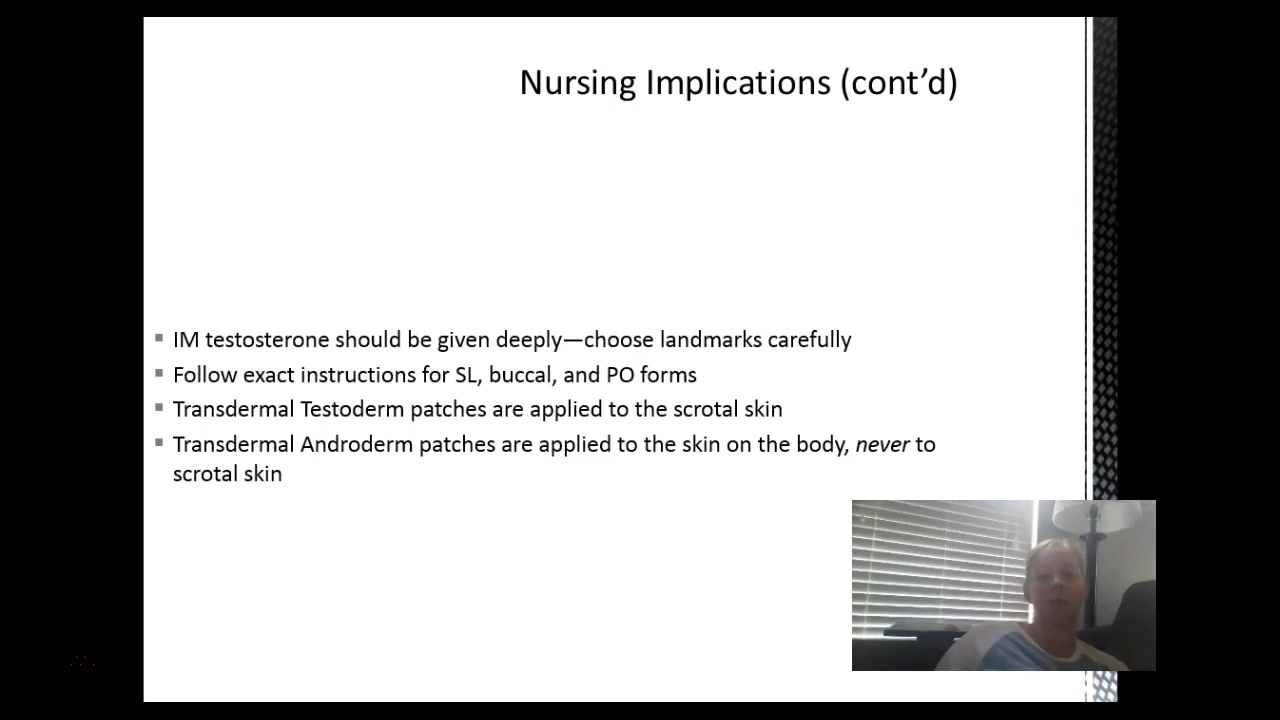 Nursing Implications (cont’d)
▪ IM testosterone should be given deeply—choose landmarks carefully
▪ Follow exact instructions for SL, buccal, and PO forms
▪ Transdermal Testoderm patches are applied to the scrotal skin
▪ Transdermal Androderm patches are applied to the skin on the body, never to
scrotal skin